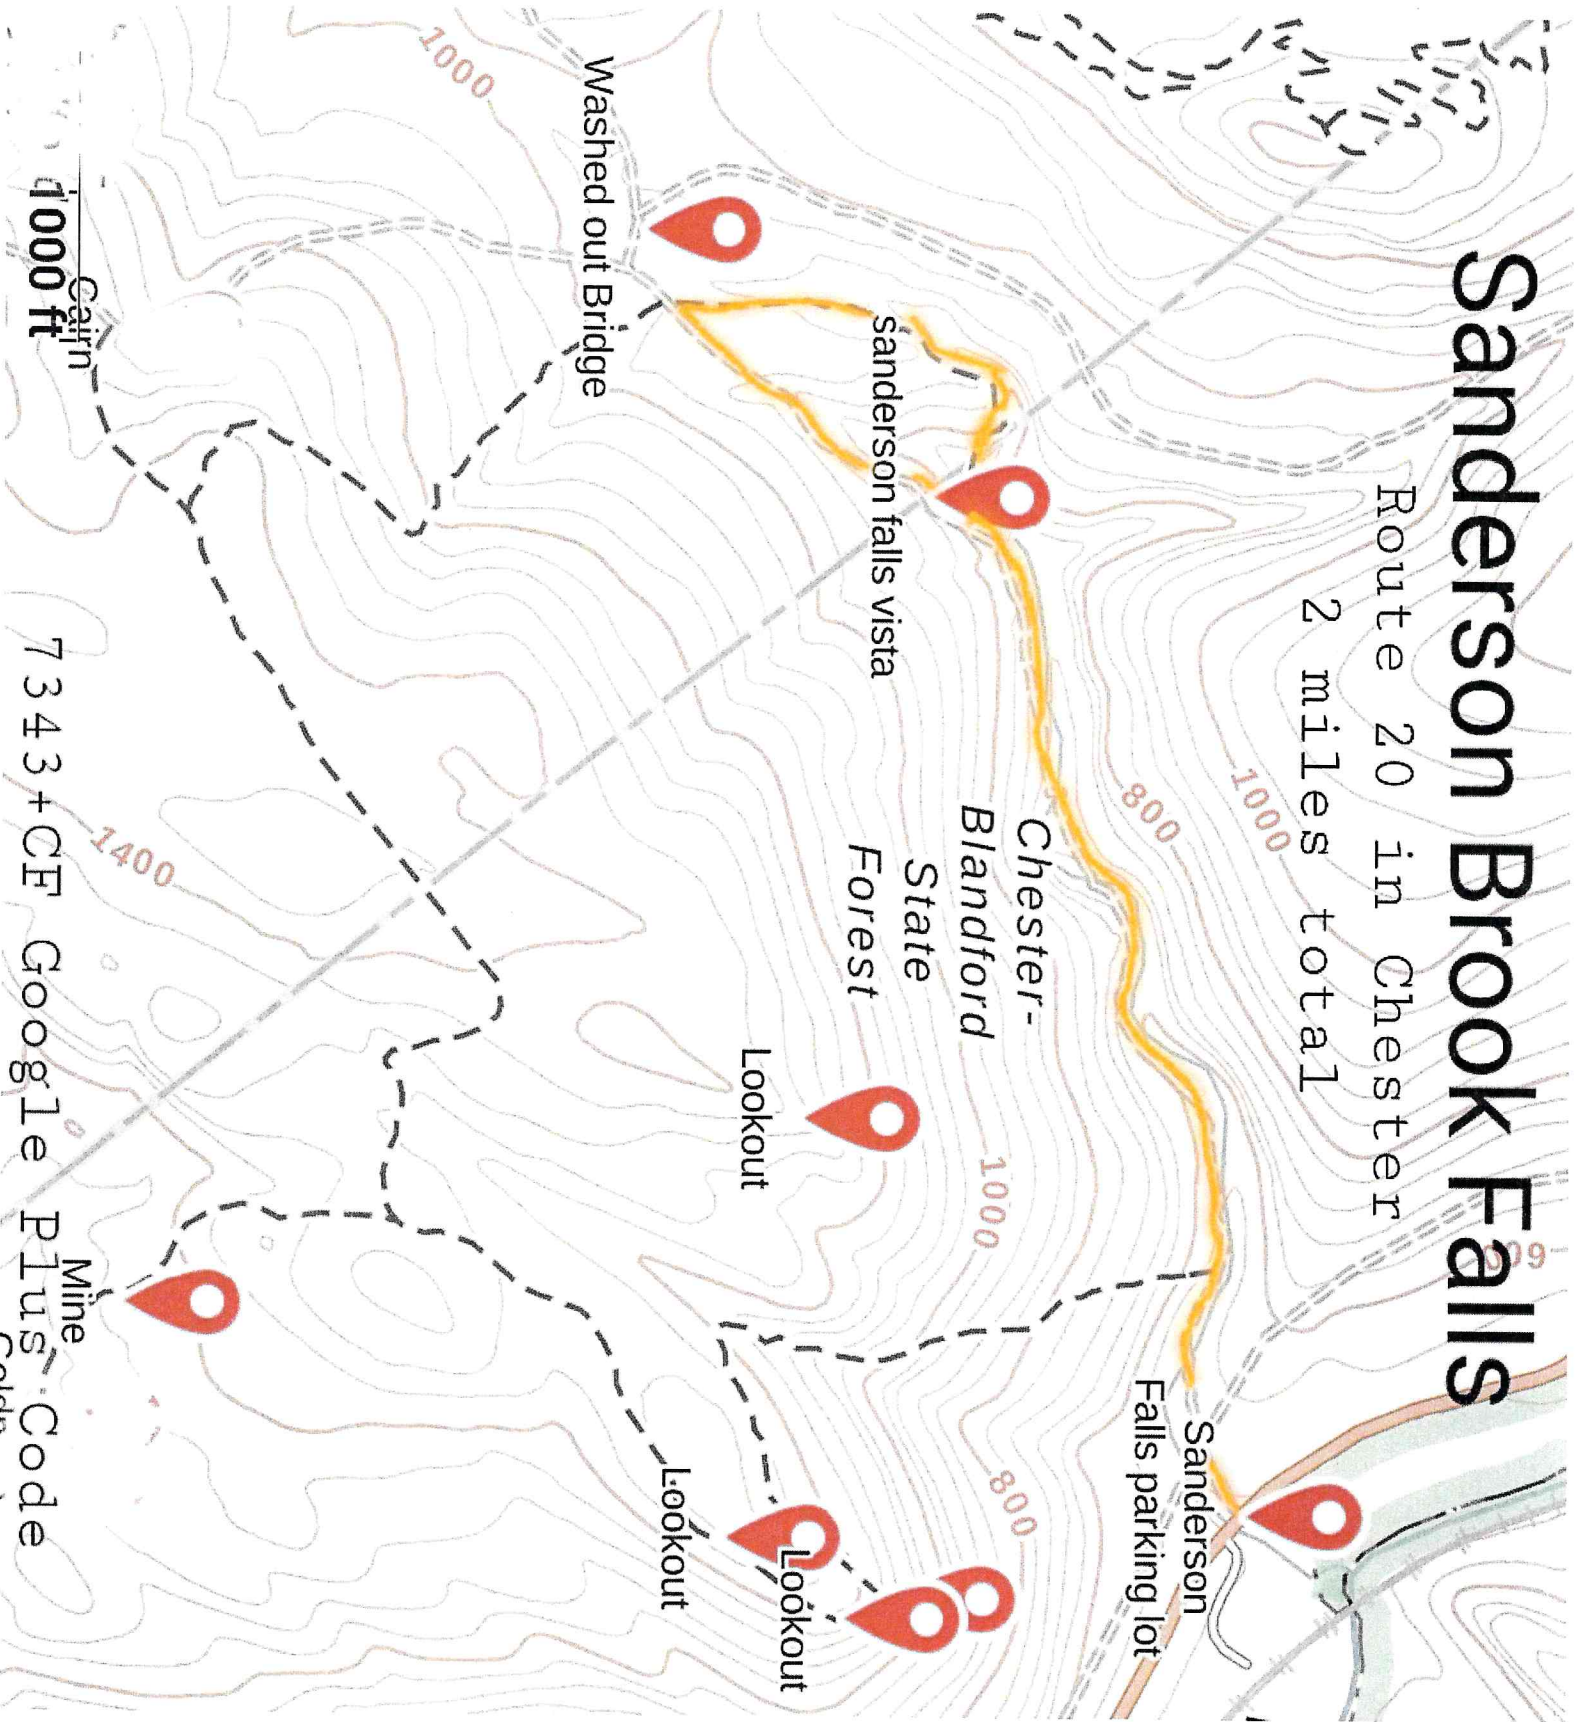 Sanderson Brook Falls
Route 20 in Chester
2 miles total
600
1000
800
Sanderson
Falls parking lot
Chester-
Blandford
State
Forest
1000
800
sanderson falls vista
Lookout
Lookout
Lookout
Washed out Bridge
1000
1400
Cairn
Mine
1000 ft
7343+CF Google Plus Code